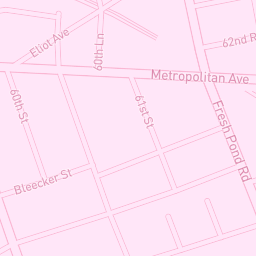 60th Ln
Eliot Ave
62nd R
Metropolitan Ave
60th St
61st St
Fresh Pond Rd
Bleecker St